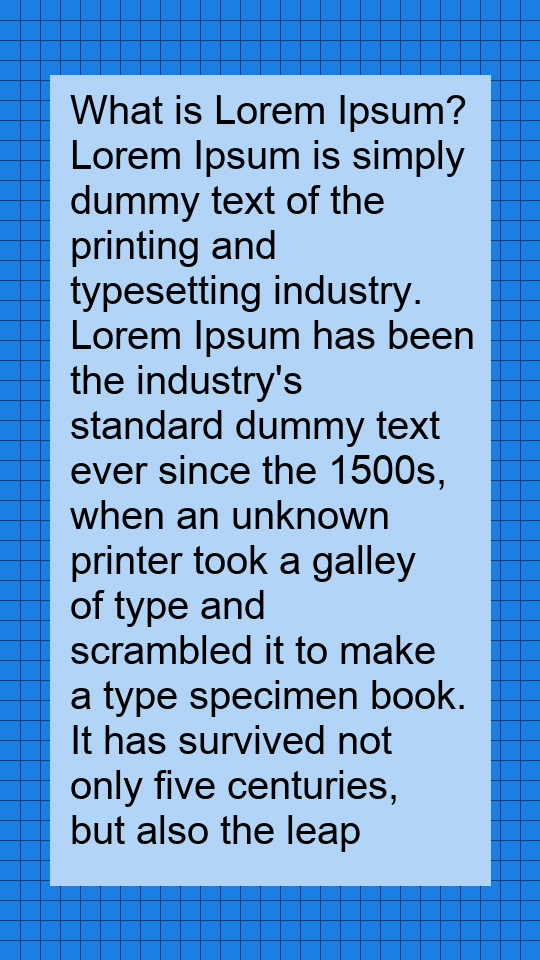 What is Lorem Ipsum?
Lorem Ipsum is simply
dummy text of the
printing and
typesetting industry.
Lorem Ipsum has been
the industry's
standard dummy text
ever since the 1500s,
when an unknown
printer took a galley
of type and
scrambled it to make
a type specimen book.
It has survived not
only five centuries,
but also the leap